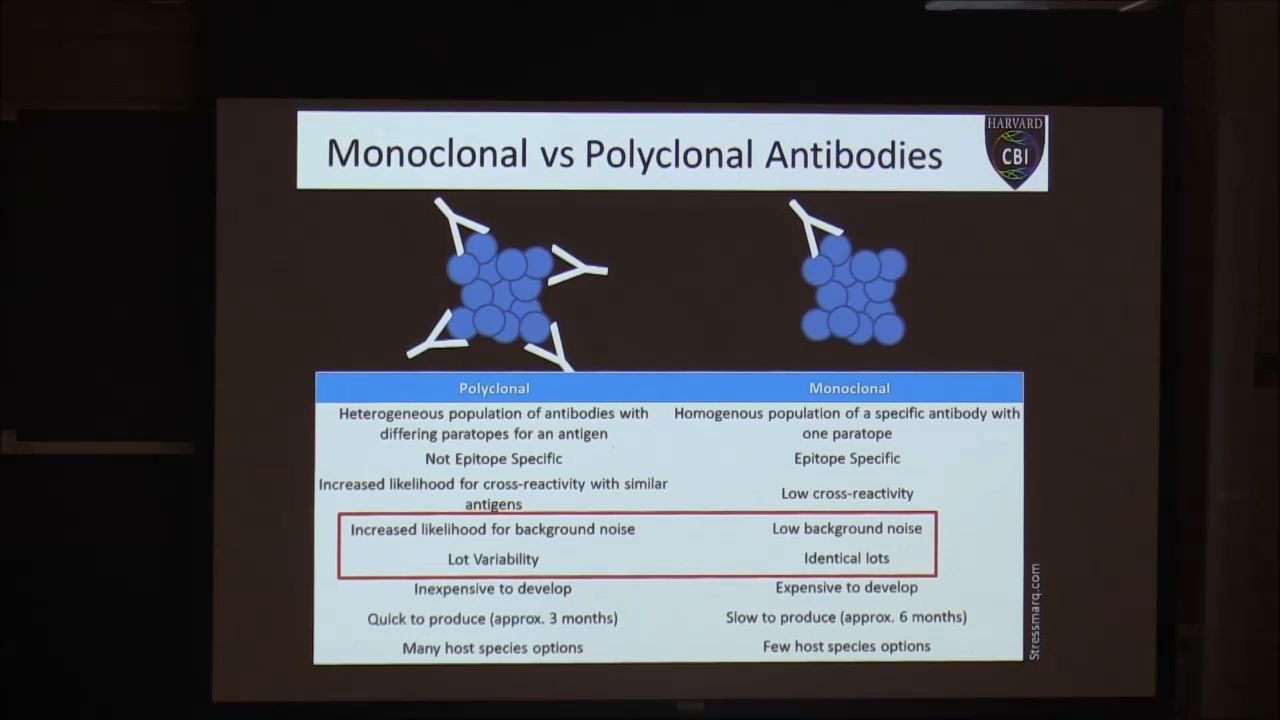 Monoclonal vs Polyclonal Antibodies
HARVARD
CBI
Polyclonal
Monoclonal
Heterogeneous population of antibodies with
differing paratopes for an antigen
Homogenous population of a specific antibody with
one paratope
Not Epitope Specific
Epitope Specific
Increased likelihood for cross-reactivity with similar
antigens
Low cross-reactivity
Increased likelihood for background noise
Low background noise
Lot Variability
Identical lots
Inexpensive to develop
Expensive to develop
Quick to produce (approx. 3 months)
Slow to produce (approx. 6 months)
Many host species options
Few host species options
Stressmarq.com